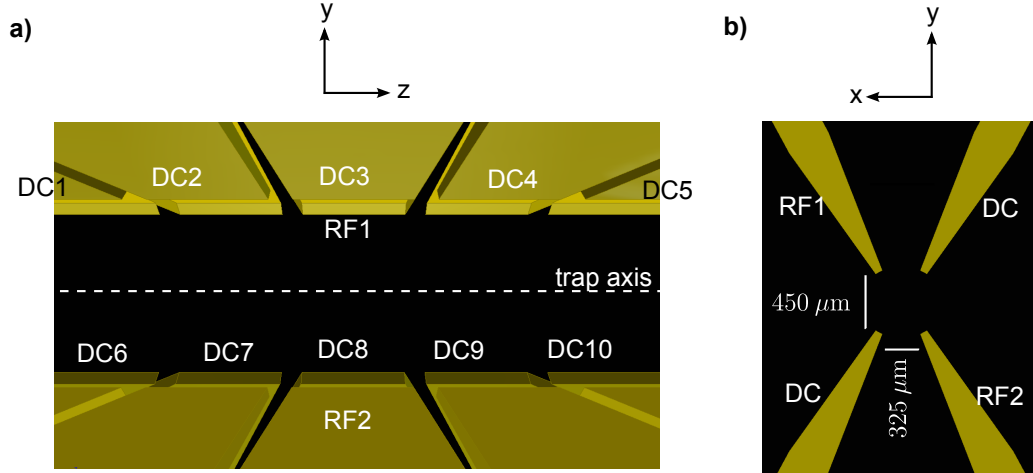 a)
y
z
DC1
DC2
DC3
DC4
DC5
RF1
trap axis
DC6
DC7
DC8
DC9
DC10
RF2
b)
y
x
RF1
DC
450 μm
325 μm
DC
RF2